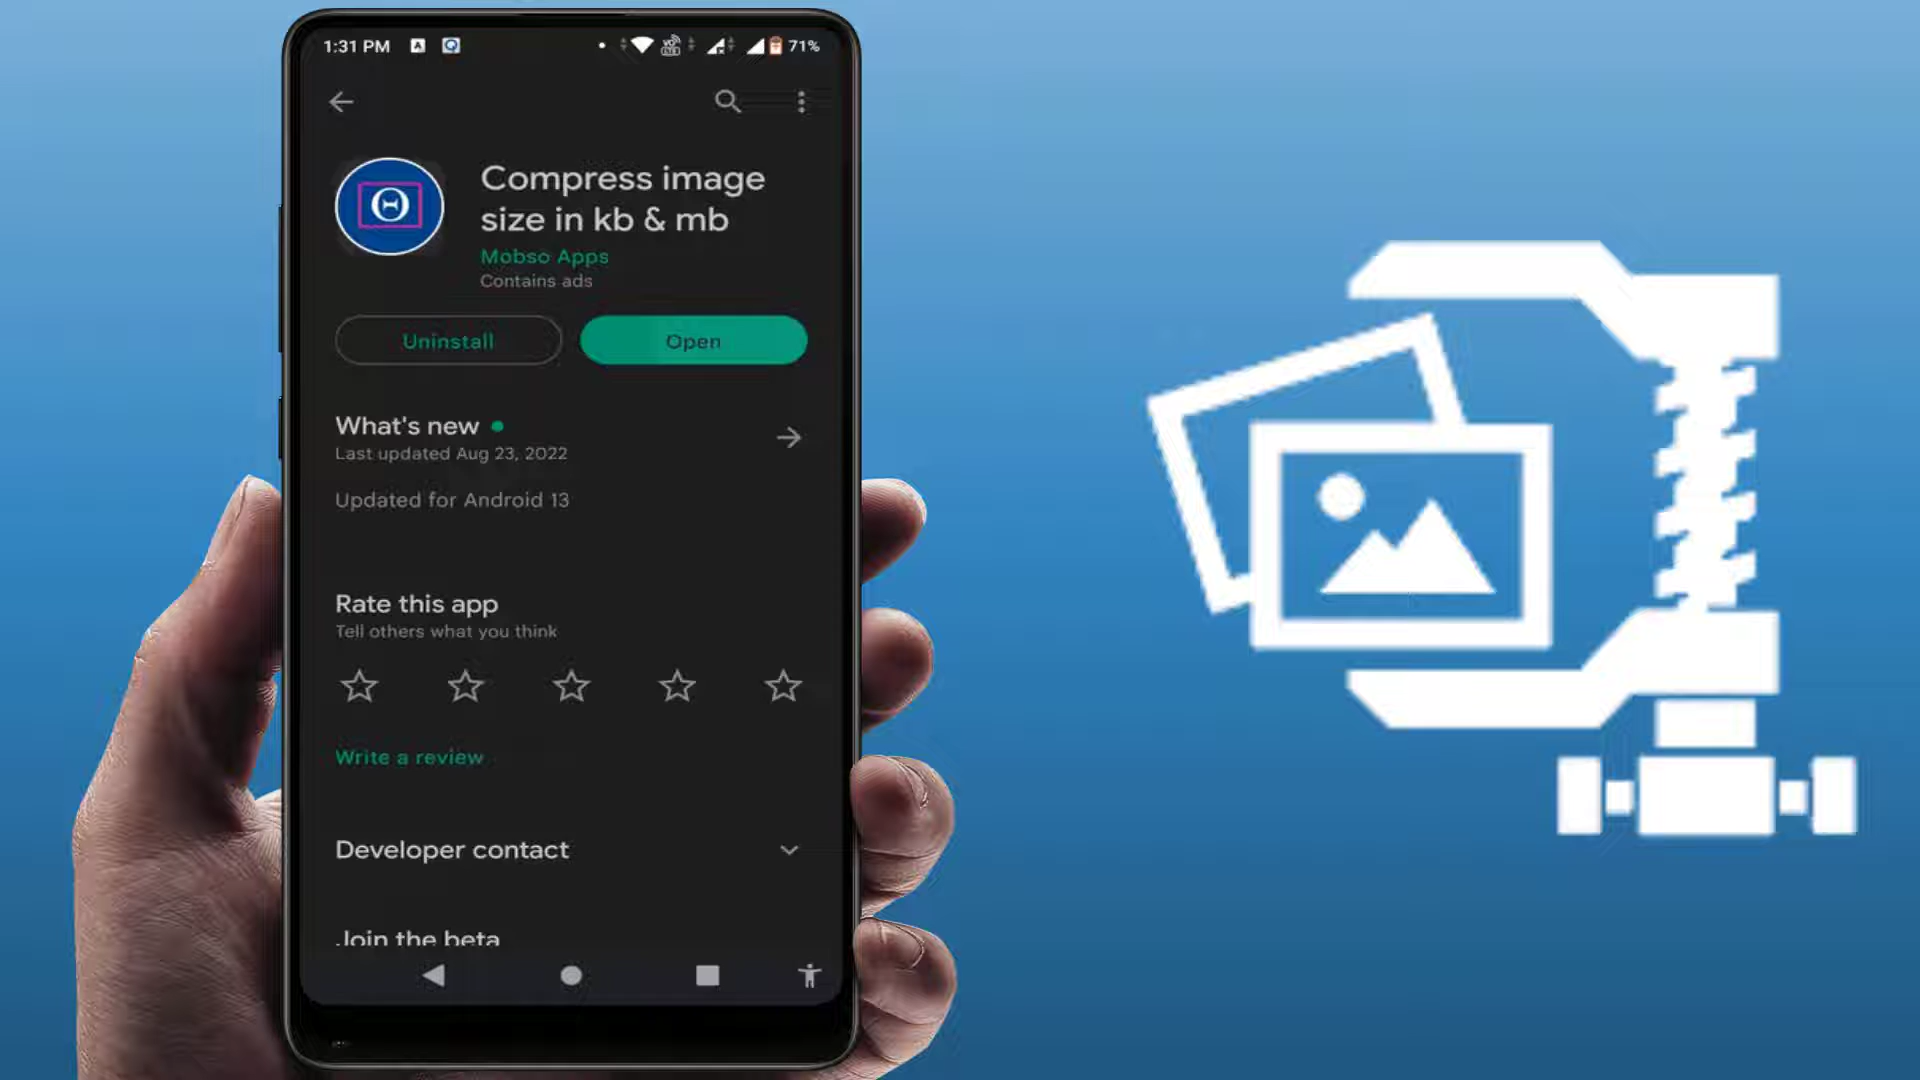 1:31 PM
71%
Compress image
size in kb & mb
Mobso Apps
Contains ads
Uninstall
Open
What's new
Last updated Aug 23, 2022
Updated for Android 13
Rate this app
Tell others what you think
Write a review
Developer contact
Join the beta